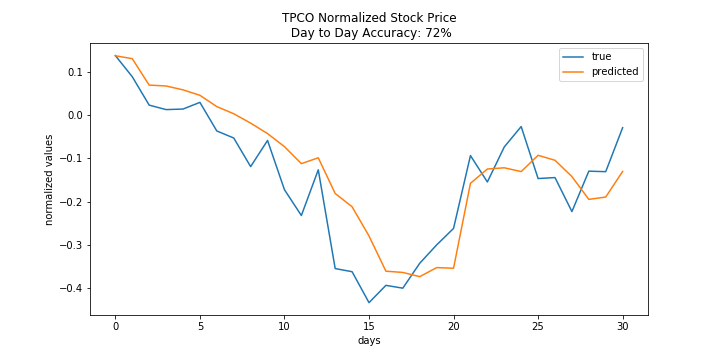 TPCO Normalized Stock Price
Day to Day Accuracy: 72%
true
predicted
normalized values
0.1
0.0
−0.1
−0.2
−0.3
−0.4
0 5 10 15 20 25 30
days